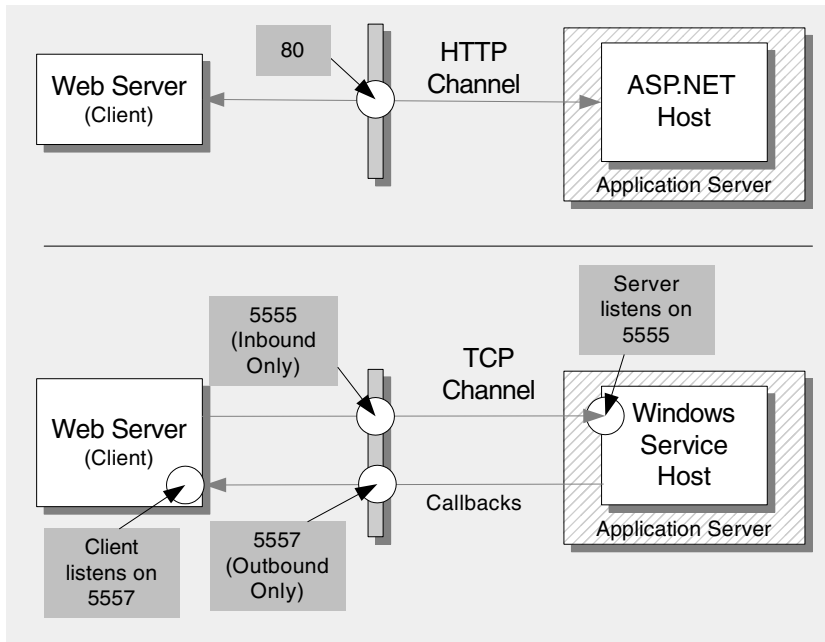 80
HTTP
Channel
Web Server
(Client)
ASP.NET
Host
Application Server
5555
(Inbound
Only)
Server
listens on
5555
TCP
Channel
Web Server
(Client)
Windows
Service
Host
Callbacks
Application Server
Client
listens on
5557
5557
(Outbound
Only)